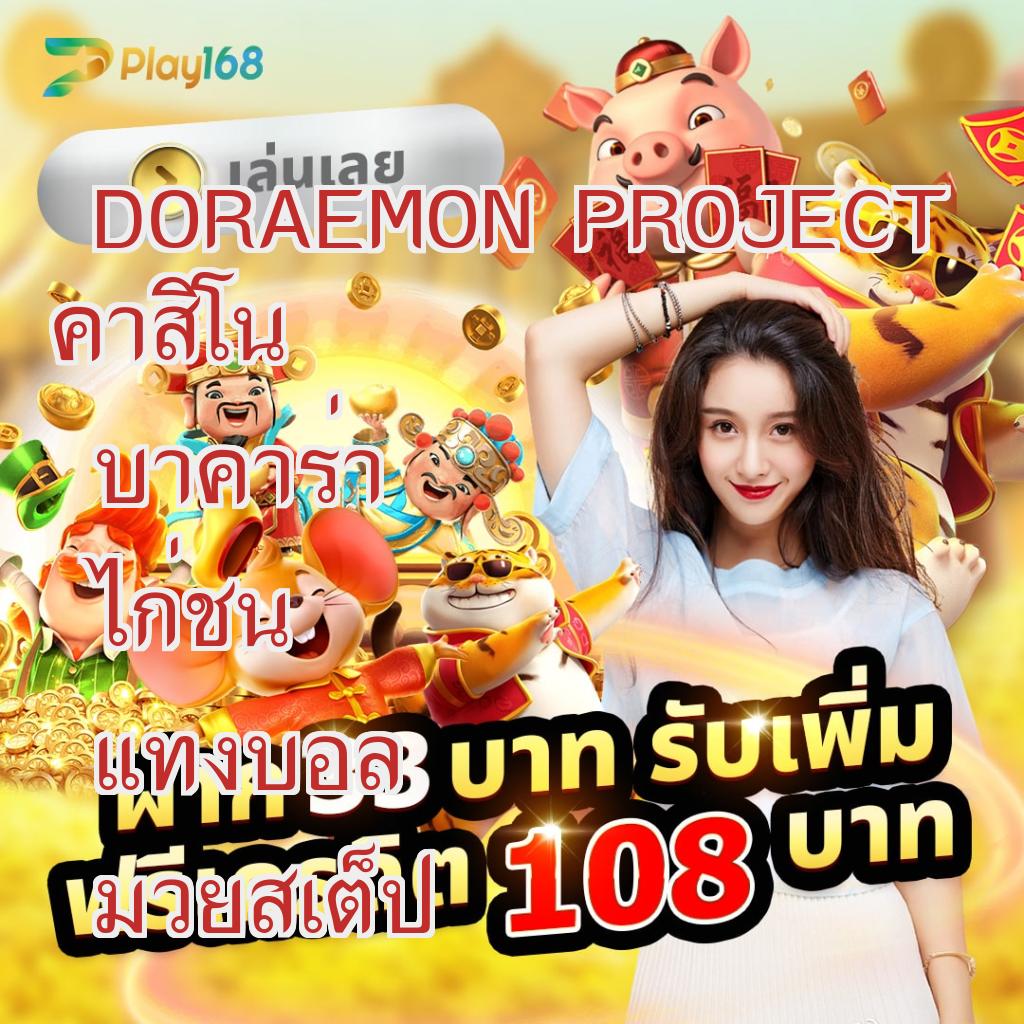 Play168
เล่นเลย
DORAEMON PROJECT
คาสิโน
บาคาร่า
ไก่ชน
แทงบอล
บาท รับเพิ่ม
มวยสเต็ป
108 บาท